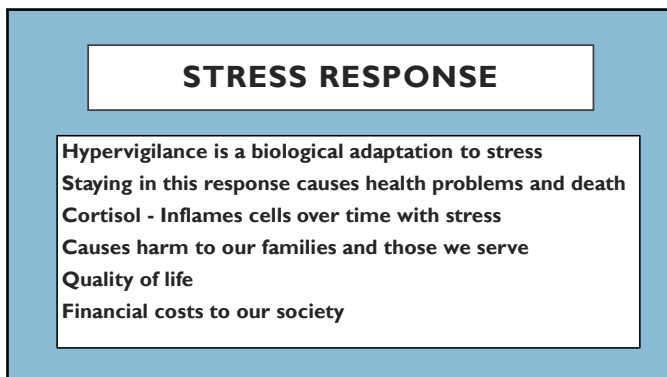 STRESS RESPONSE
Hypervigilance is a biological adaptation to stress
Staying in this response causes health problems and death
Cortisol - Inflames cells over time with stress
Causes harm to our families and those we serve
Quality of life
Financial costs to our society